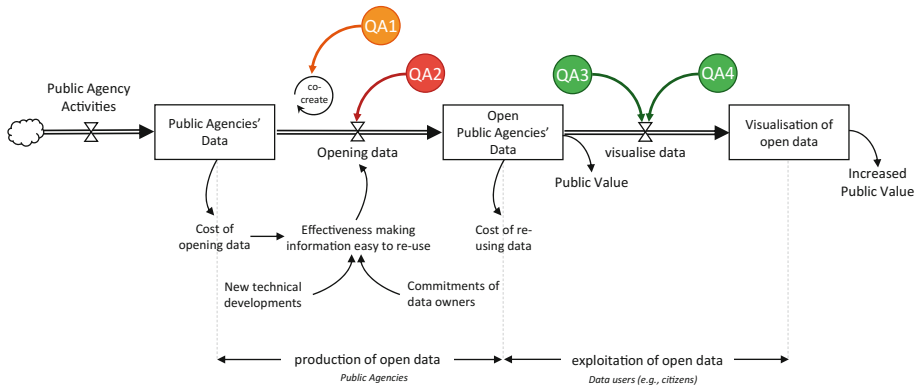 QA1
QA2
QA3
QA4
co-
create
Public Agency
Activities
Public Agencies'
Data
Opening data
Open
Public Agencies'
Data
visualise data
Visualisation of
open data
Public Value
Increased
Public Value
Cost of
opening data
Effectiveness making
information easy to re-use
Cost of re-
using data
New technical
developments
Commitments of
data owners
production of open data
Public Agencies
exploitation of open data
Data users (e.g., citizens)